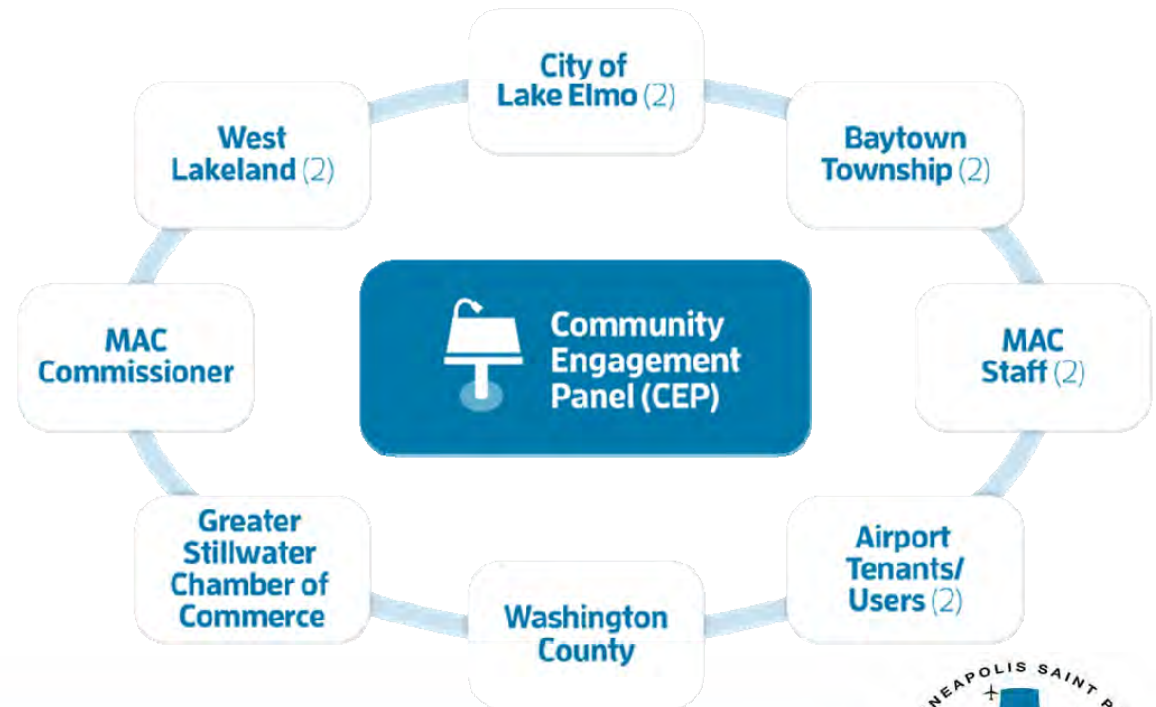 City of
Lake Elmo (2)
West
Lakeland (2)
Baytown
Township (2)
MAC
Commissioner
Community
Engagement
Panel (CEP)
MAC
Staff (2)
Greater
Stillwater
Chamber of
Commerce
Airport
Tenants/
Users (2)
Washington
County
NEAPOLIS SAINT P